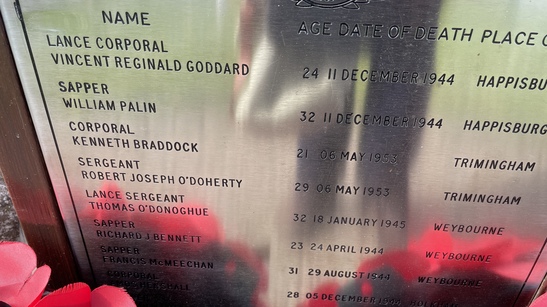 NAME AGE DATE OF DEATH PLACE
LANCE CORPORAL
VINCENT REGINALD GODDARD 24 11 DECEMBER 1944 HAPPISBU
SAPPER
WILLIAM PALIN 32 11 DECEMBER 1944 HAPPISBURG
CORPORAL
KENNETH BRADDOCK 21 06 MAY 1953 TRIMINGHAM
SERGEANT
ROBERT JOSEPH O'DOHERTY 29 06 MAY 1953 TRIMINGHAM
LANCE SERGEANT
THOMAS O'DONOGHUE 32 18 JANUARY 1945 WEYBOURNE
SAPPER
RICHARD J BENNETT 23 24 APRIL 1944 WEYBOURNE
SAPPER
FRANCIS McMEECHAN 31 29 AUGUST 1944 WEYBOURNE
CORPORAL
28 05 DECEMBER